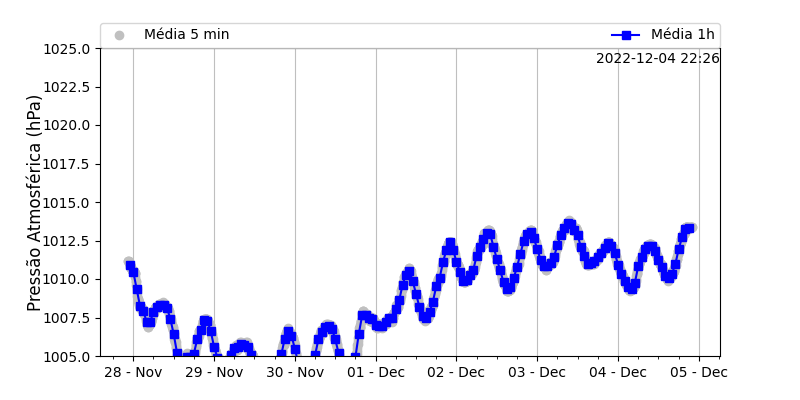 Média 5 min
Média 1h
2022-12-04 22:26
Pressão Atmosférica (hPa)
1025.0
1022.5
1020.0
1017.5
1015.0
1012.5
1010.0
1007.5
1005.0
28 - Nov
29 - Nov
30 - Nov
01 - Dec
02 - Dec
03 - Dec
04 - Dec
05 - Dec